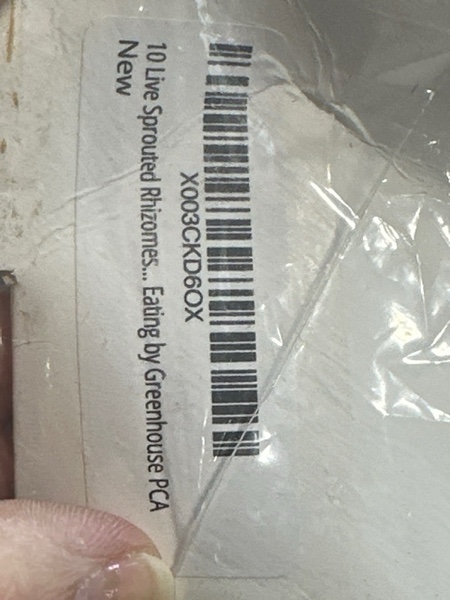 X003CKD6OX
10 Live Sprouted Rhizomes... Eating by Greenhouse PCA
New